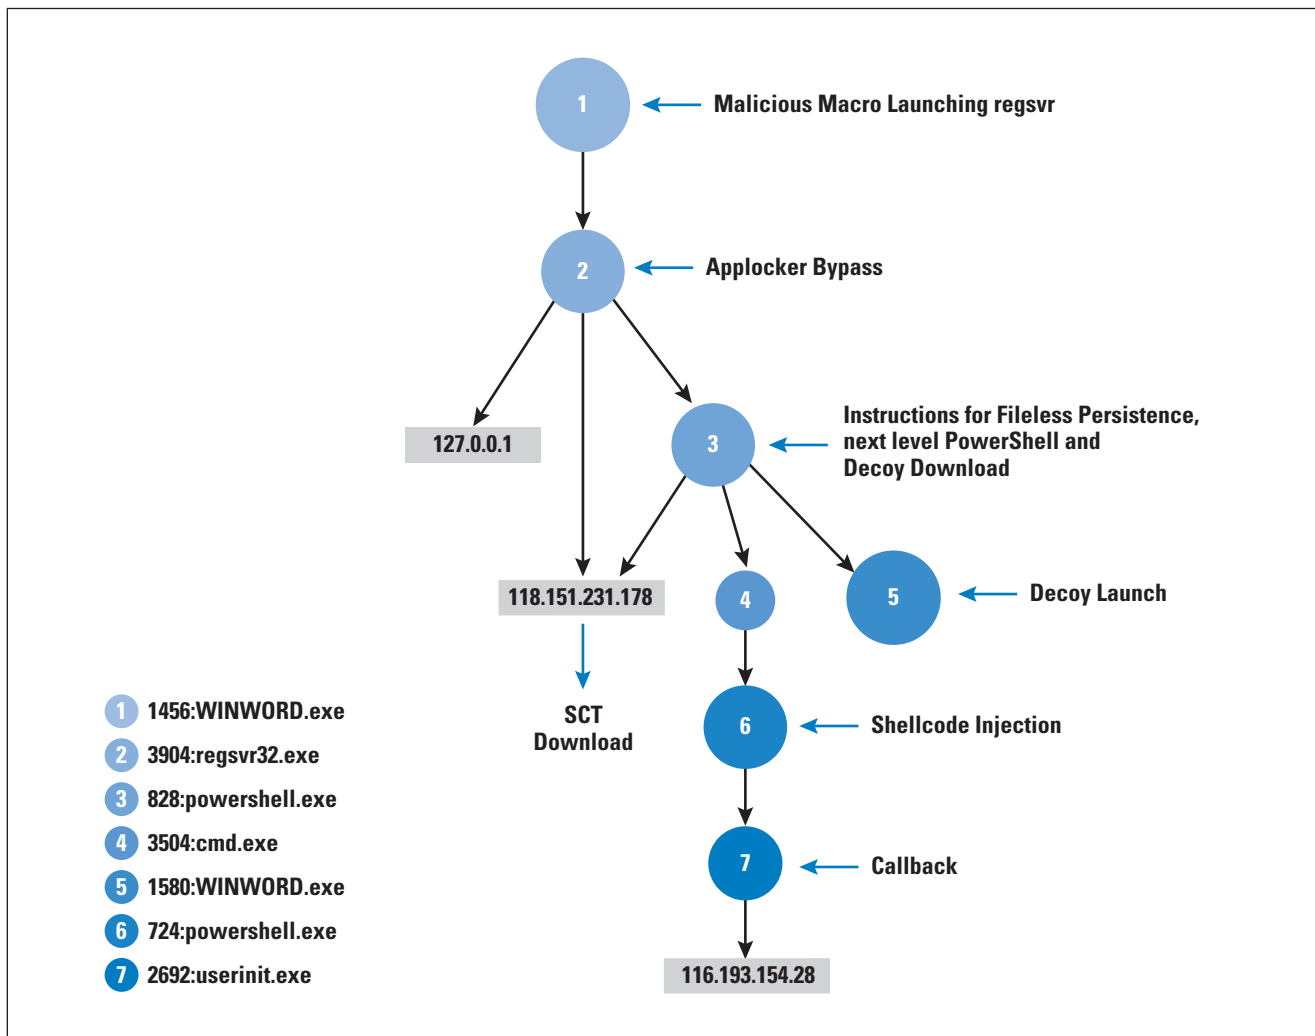 1
Malicious Macro Launching regsvr
2
Applocker Bypass
127.0.0.1
3
Instructions for Fileless Persistence,
next level PowerShell and
Decoy Download
118.151.231.178
4
5
Decoy Launch
SCT
Download
6
Shellcode Injection
7
Callback
116.193.154.28
1 1456:WINWORD.exe
2 3904:regsvr32.exe
3 828:powershell.exe
4 3504:cmd.exe
5 1580:WINWORD.exe
6 724:powershell.exe
7 2692:userinit.exe